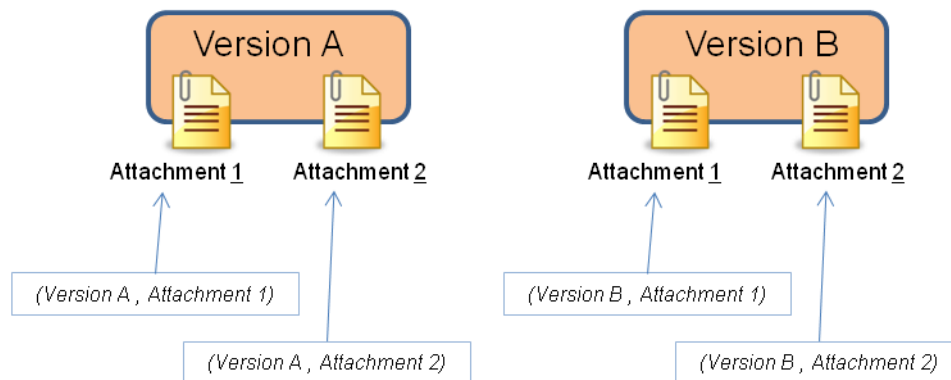 Version A
Version B
Attachment 1
Attachment 2
Attachment 1
Attachment 2
(Version A , Attachment 1)
(Version B , Attachment 1)
(Version A , Attachment 2)
(Version B , Attachment 2)